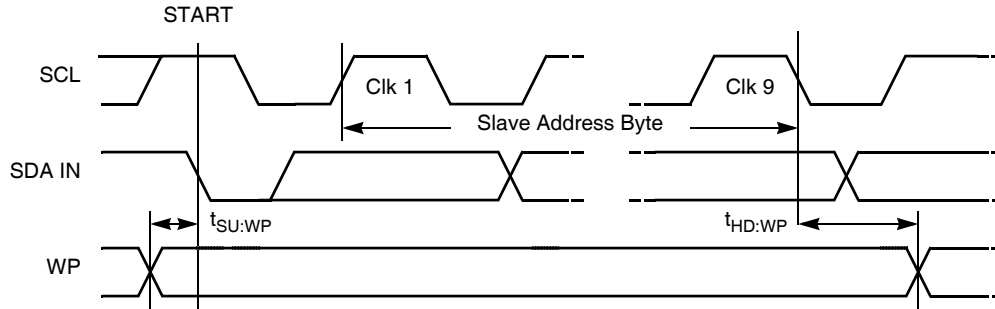 START
SCL
Clk 1
Clk 9
Slave Address Byte
SDA IN
tSU:WP
tHD:WP
WP